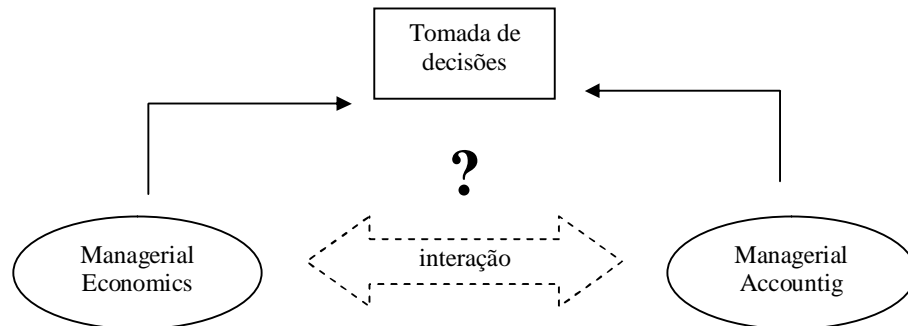 Tomada de
decisões
?
Managerial
Economics
interação
Managerial
Accountig